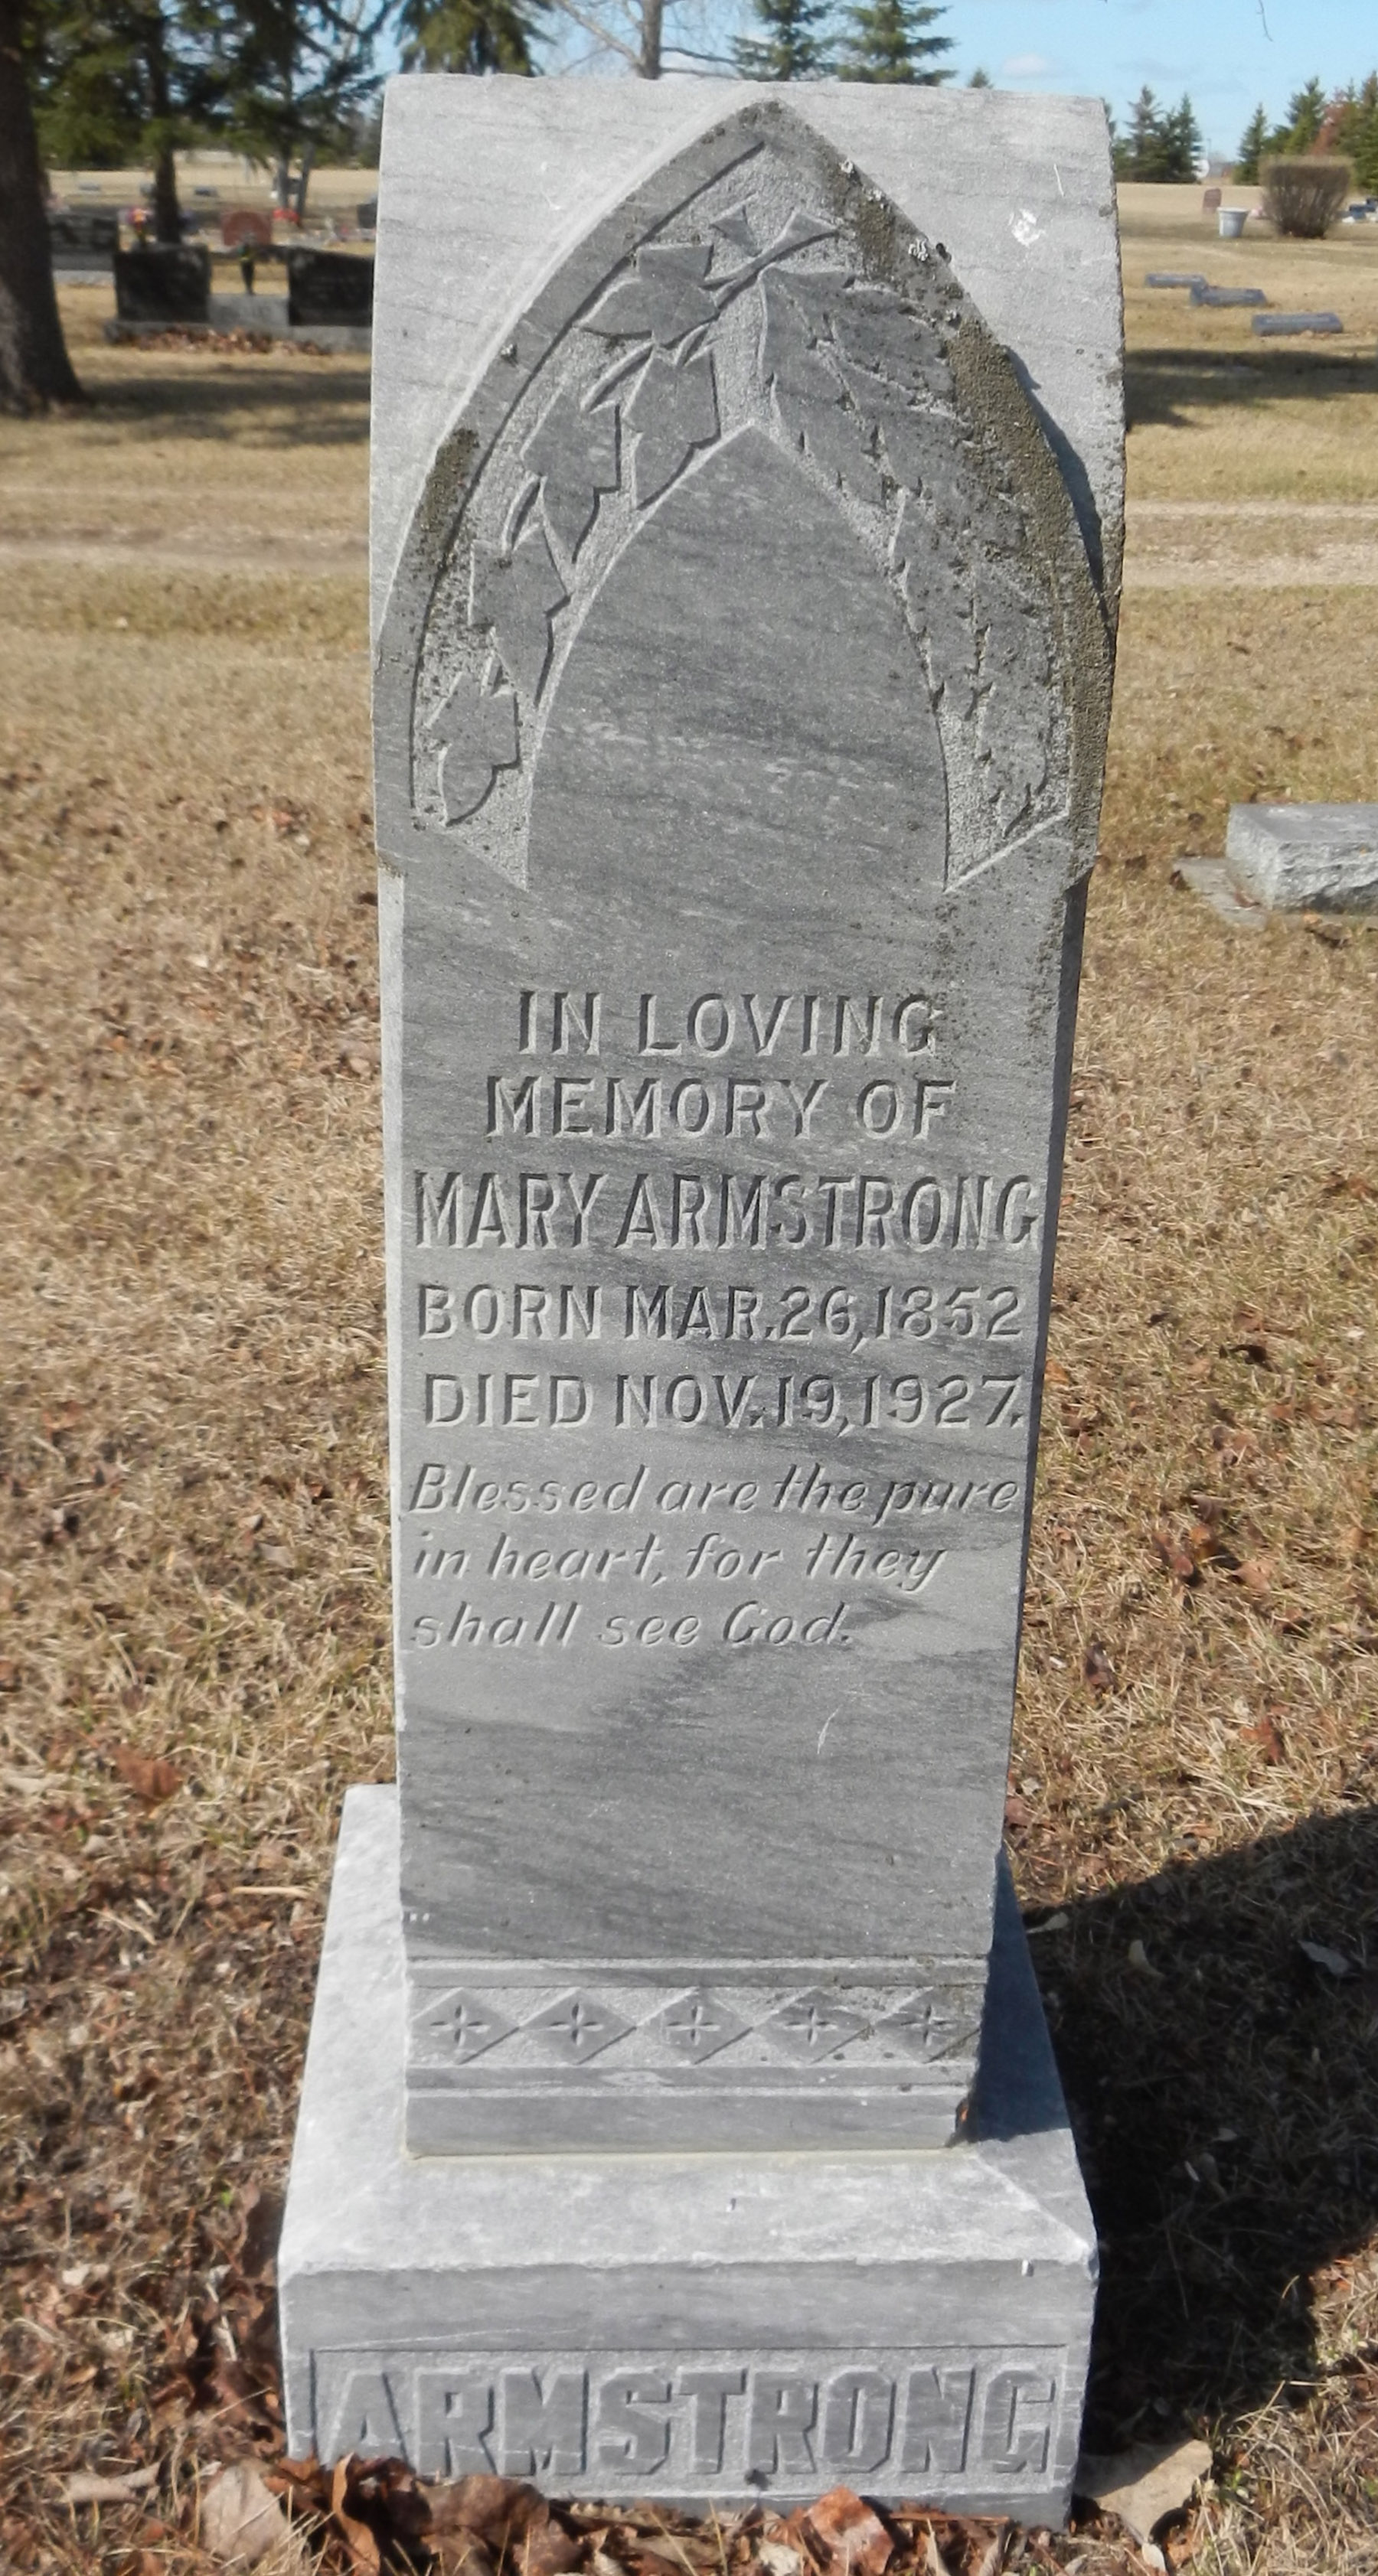 IN LOVING
MEMORY OF
MARY ARMSTRONG
BORN MAR. 26, 1852
DIED NOV. 19, 1927.
Blessed are the pure
in heart, for they
shall see God.
ARMSTRONG